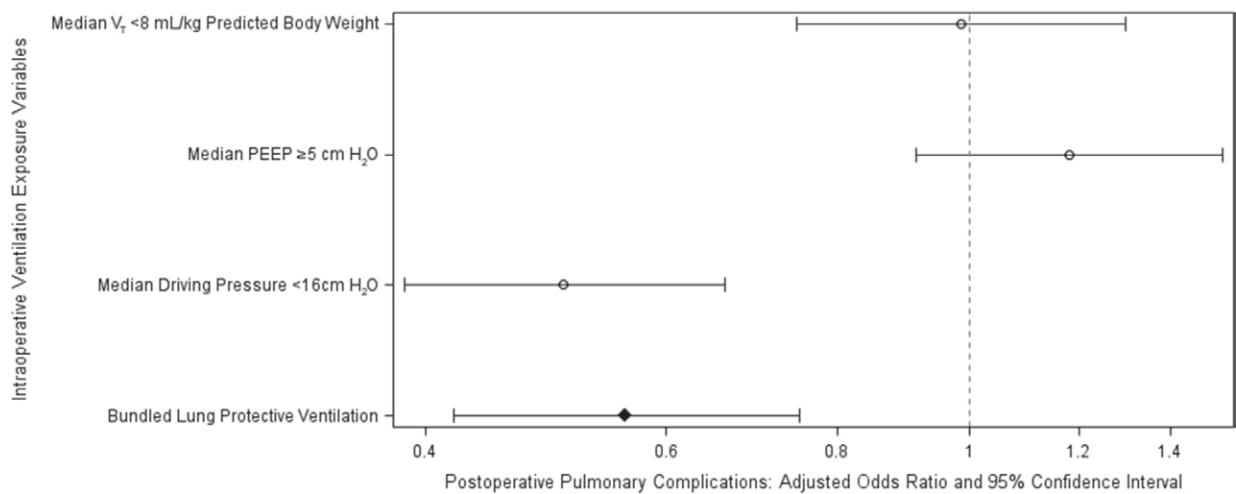 Intraoperative Ventilation Exposure Variables
Median V_T <8 mL/kg Predicted Body Weight
Median PEEP ≥5 cm H₂O
Median Driving Pressure <16cm H₂O
Bundled Lung Protective Ventilation
0.4 0.6 0.8 1 1.2 1.4
Postoperative Pulmonary Complications: Adjusted Odds Ratio and 95% Confidence Interval